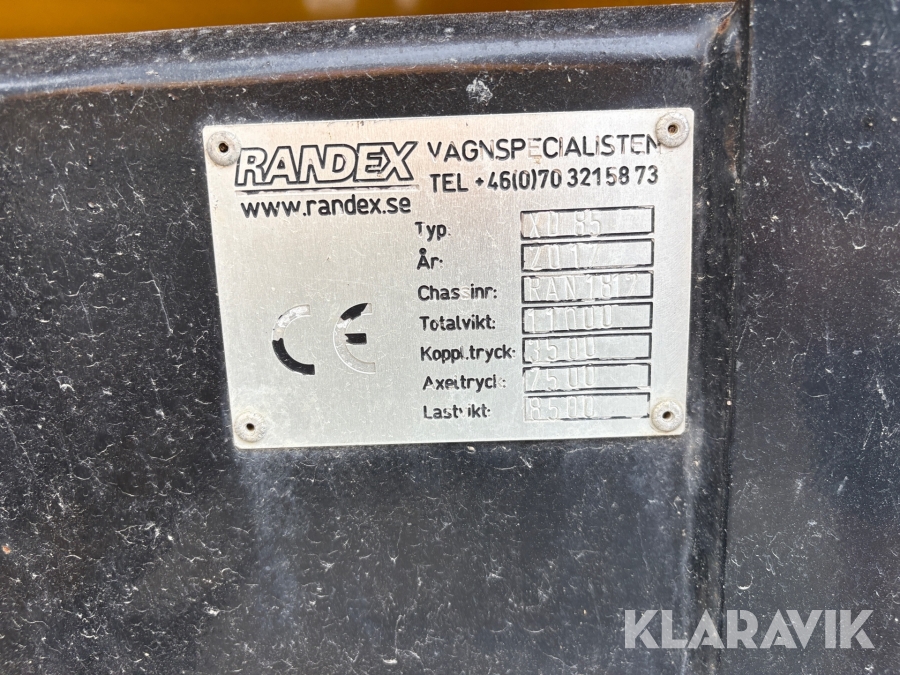 RANDEX VAGNSPECIALISTEN
TEL +46(0)70 321 58 73
www.randex.se
Typ: XD 85
År: 2017
Chassinr: RAN1817
Totalvikt: 11000
Koppl.tryck: 3500
Axeltryck: 7500
Lastvikt: 8500
CE
KLARAVIK